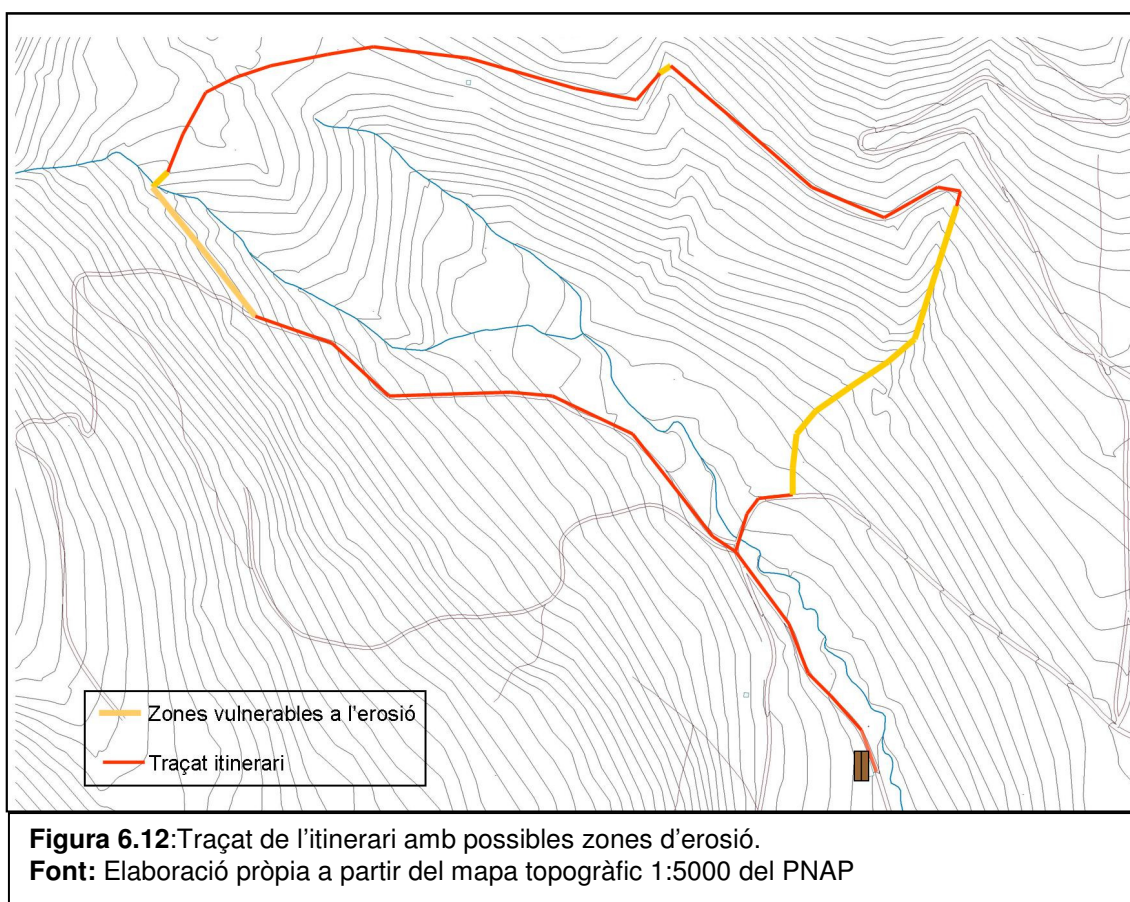 Zones vulnerables a l'erosió
Traçat itinerari
Figura 6.12:Traçat de l’itinerari amb possibles zones d’erosió.
Font: Elaboració pròpia a partir del mapa topogràfic 1:5000 del PNAP